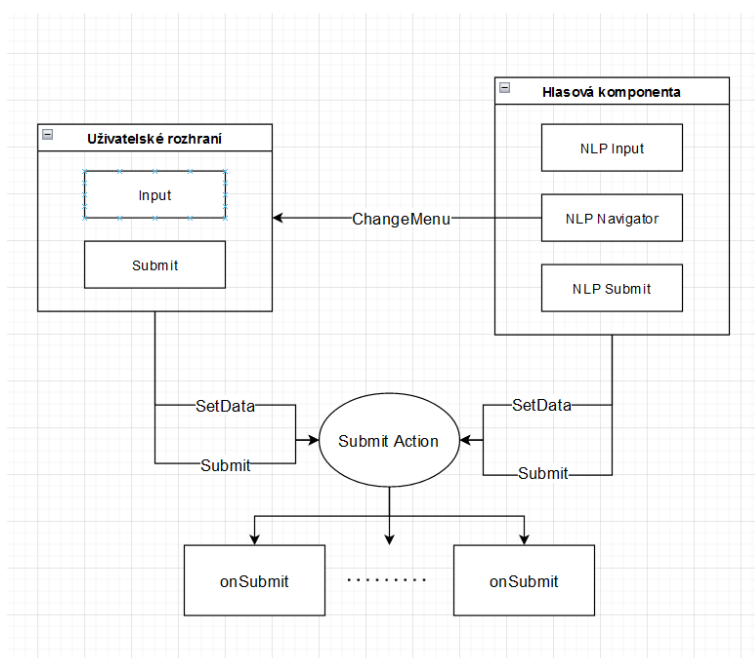 Hlasová komponenta
NLP Input
NLP Navigator
NLP Submit
Uživatelské rozhraní
Input
Submit
ChangeMenu
SetData
Submit
SetData
Submit
Submit Action
onSubmit
.........
onSubmit